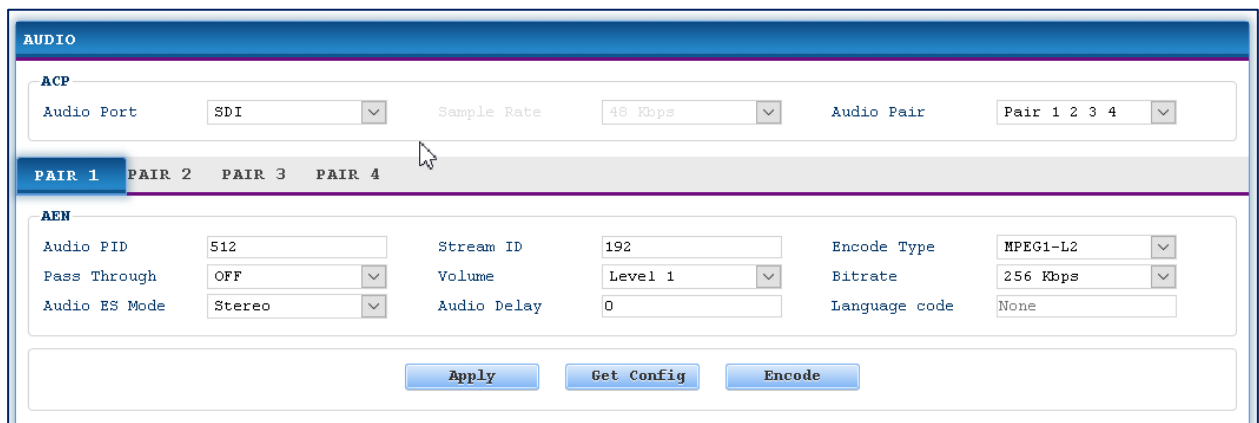 AUDIO
ACP
Audio Port SDI Sample Rate 48 Kbps Audio Pair Pair 1 2 3 4
PAIR 1 PAIR 2 PAIR 3 PAIR 4
AEN
Audio PID 512 Stream ID 192 Encode Type MPEG1-L2
Pass Through OFF Volume Level 1 Bitrate 256 Kbps
Audio ES Mode Stereo Audio Delay 0 Language code None
Apply Get Config Encode